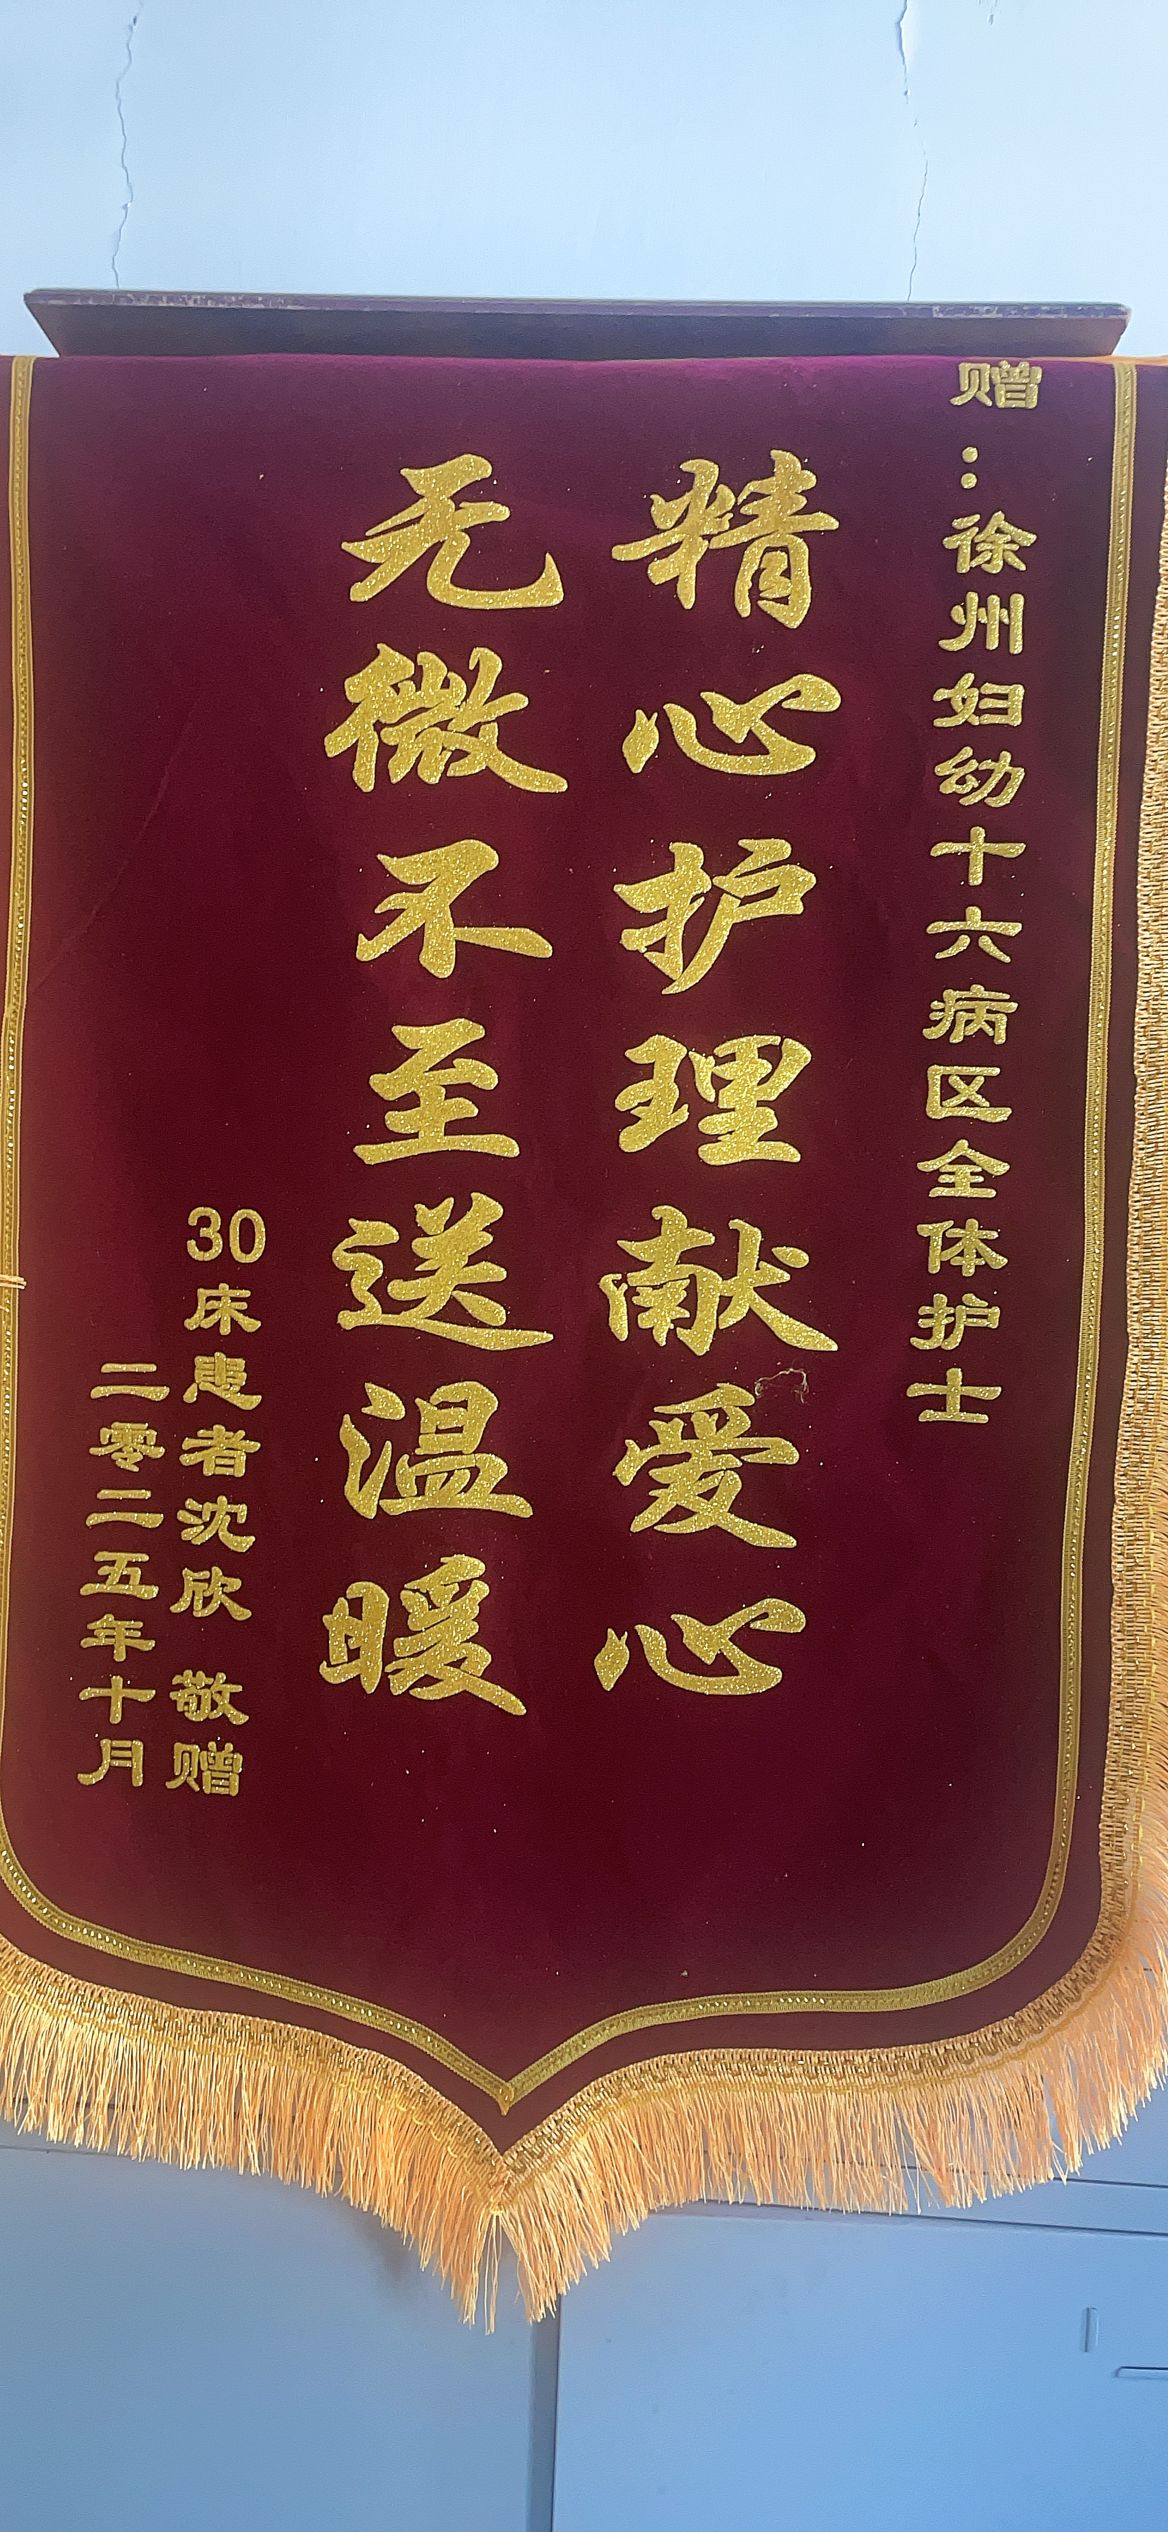 赠：徐州妇幼十六病区全体护士
精心护理献爱心
无微不至送温暖
30床患者沈欣 敬赠
二零二五年十月